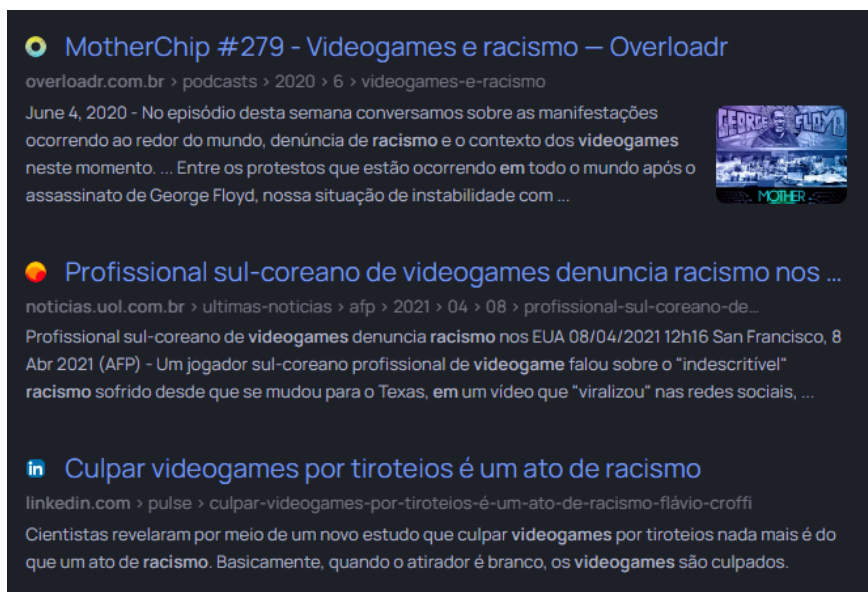 MotherChip #279 - Videogames e racismo — Overloadr
overloadr.com.br › podcasts › 2020 › 6 › videogames-e-racismo
June 4, 2020 - No episódio desta semana conversamos sobre as manifestações
ocorrendo ao redor do mundo, denúncia de racismo e o contexto dos videogames
neste momento. ... Entre os protestos que estão ocorrendo em todo o mundo após o
assassinato de George Floyd, nossa situação de instabilidade com ...
GEORGE FLOYD
MOTHER
Profissional sul-coreano de videogames denuncia racismo nos ...
noticias.uol.com.br › ultimas-noticias › afp › 2021 › 04 › 08 › profissional-sul-coreano-de...
Profissional sul-coreano de videogames denuncia racismo nos EUA 08/04/2021 12h16 San Francisco, 8
Abr 2021 (AFP) - Um jogador sul-coreano profissional de videogame falou sobre o "indescritível"
racismo sofrido desde que se mudou para o Texas, em um vídeo que "viralizou" nas redes sociais, ...
in
Culpar videogames por tiroteios é um ato de racismo
linkedin.com › pulse › culpar-videogames-por-tiroteios-é-um-ato-de-racismo-flávio-croffi
Cientistas revelaram por meio de um novo estudo que culpar videogames por tiroteios nada mais é do
que um ato de racismo. Basicamente, quando o atirador é branco, os videogames são culpados.